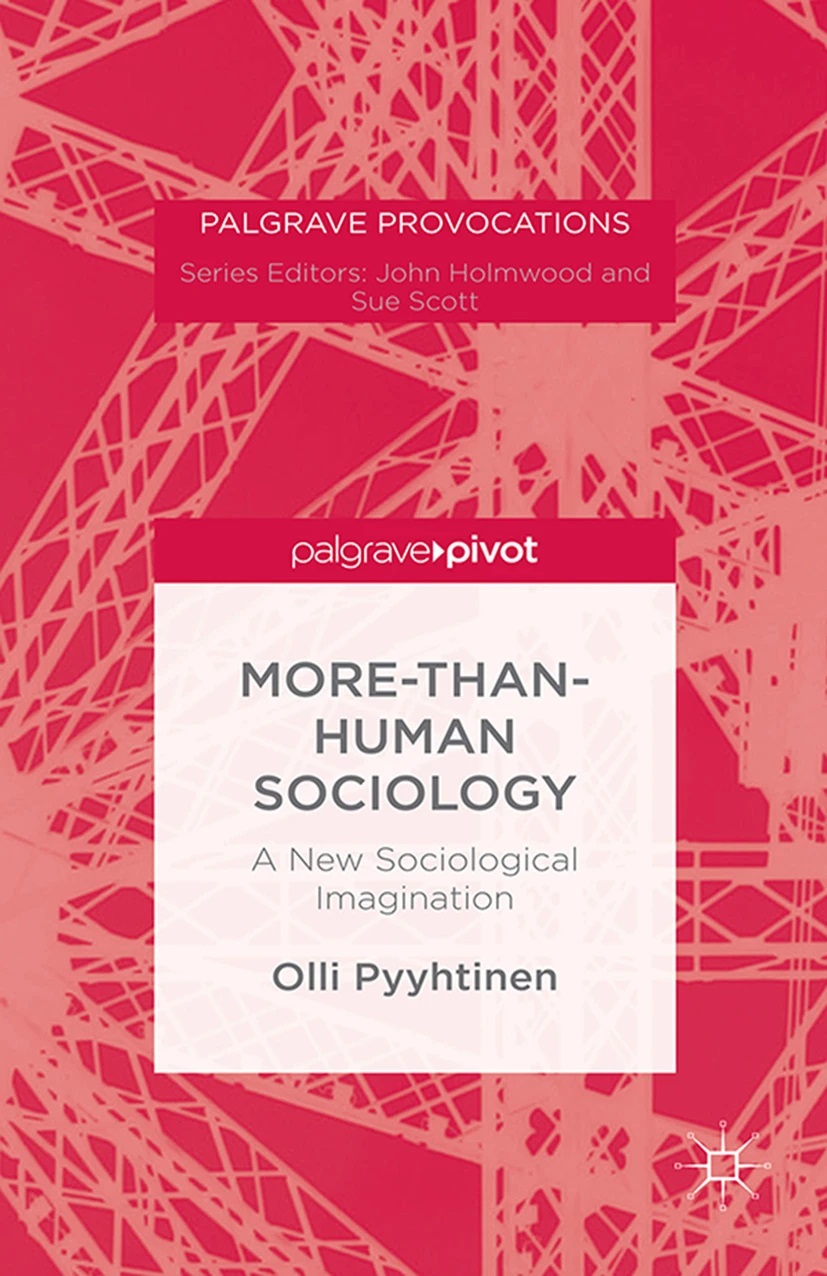 PALGRAVE PROVOCATIONS
Series Editors: John Holmwood and
Sue Scott
palgrave pivot
MORE-THAN-
HUMAN
SOCIOLOGY
A New Sociological
Imagination
Olli Pyyhtinen